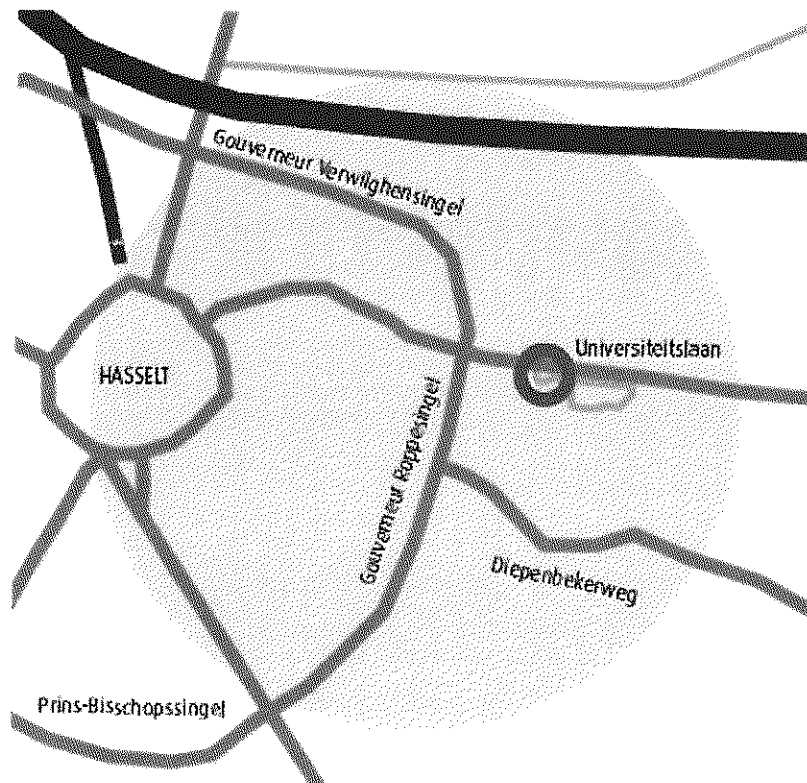 Gouverneur Verwilghensingel
Universiteitslaan
HASSELT
Gouverneur Roppesingel
Diepenbekerweg
Prins-Bisschopssingel